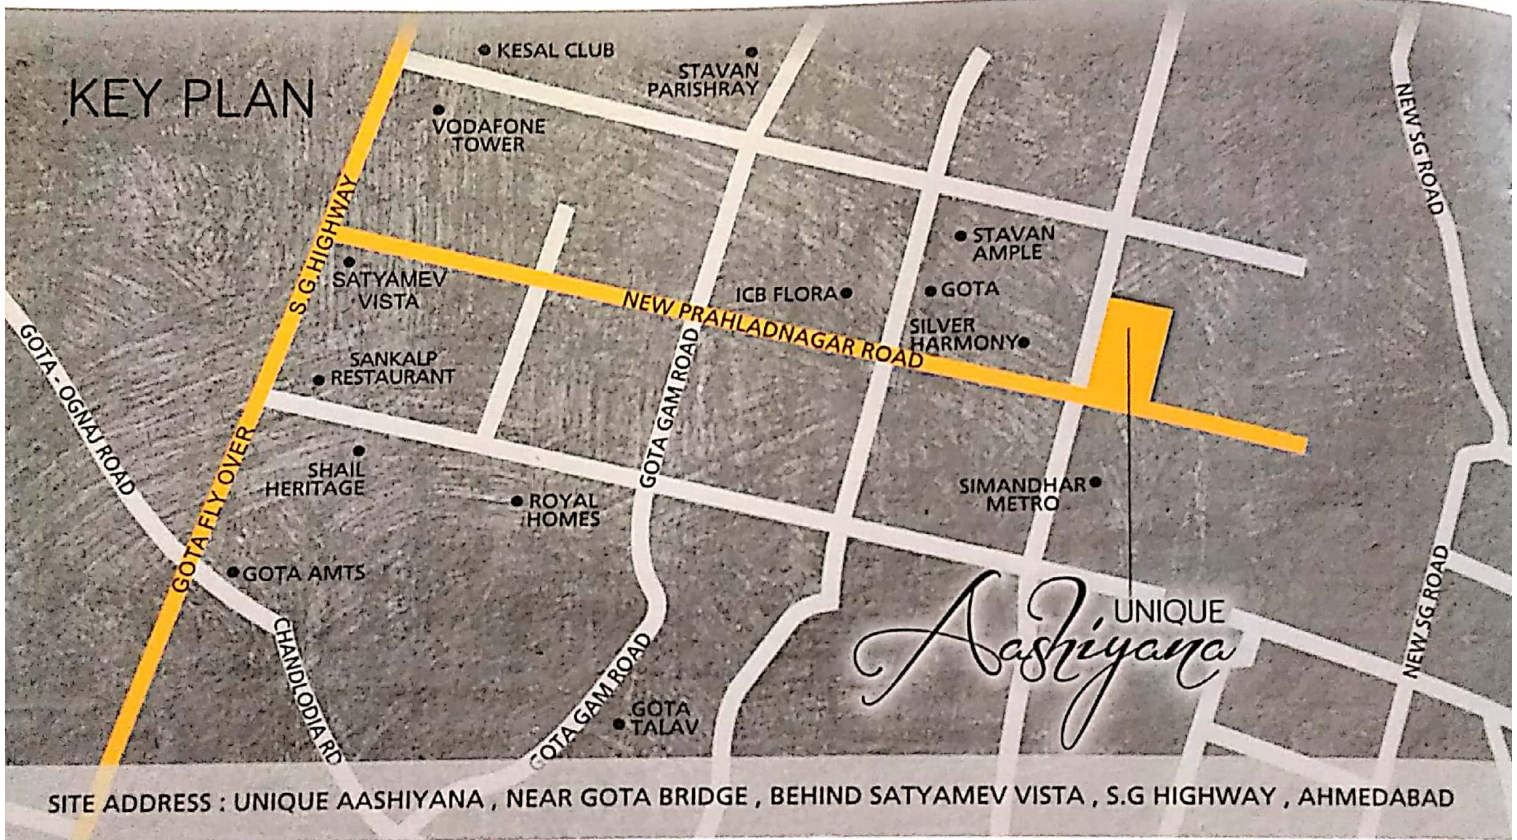 KEY PLAN
KESAL CLUB
STAVAN
PARISHRAY
VODAFONE
TOWER
NEW SG ROAD
S.G.HIGHWAY
SATYAMEV
VISTA
STAVAN
AMPLE
ICB FLORA
GOTA
NEW PRAHLADNAGAR ROAD
SILVER
HARMONY
GOTA - OGNAJ ROAD
SANKALP
RESTAURANT
GOTA GAM ROAD
GOTA FLY OVER
SHAIL
HERITAGE
ROYAL
HOMES
SIMANDHAR
METRO
GOTA AMTS
UNIQUE
Aashiyana
NEW SG ROAD
CHANDLODIA RD
GOTA GAM ROAD
GOTA
TALAV
SITE ADDRESS : UNIQUE AASHIYANA , NEAR GOTA BRIDGE , BEHIND SATYAMEV VISTA , S.G HIGHWAY , AHMEDABAD